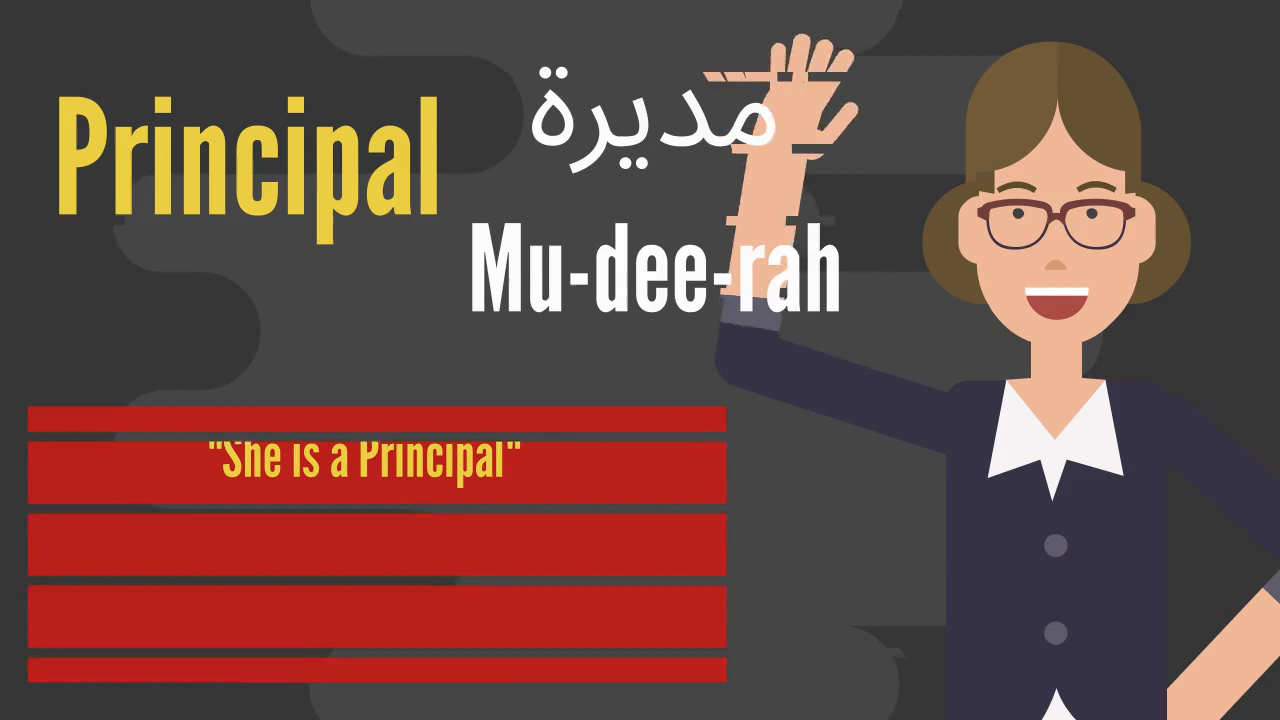 Principal
مديرة
Mu-dee-rah
"She is a Principal"